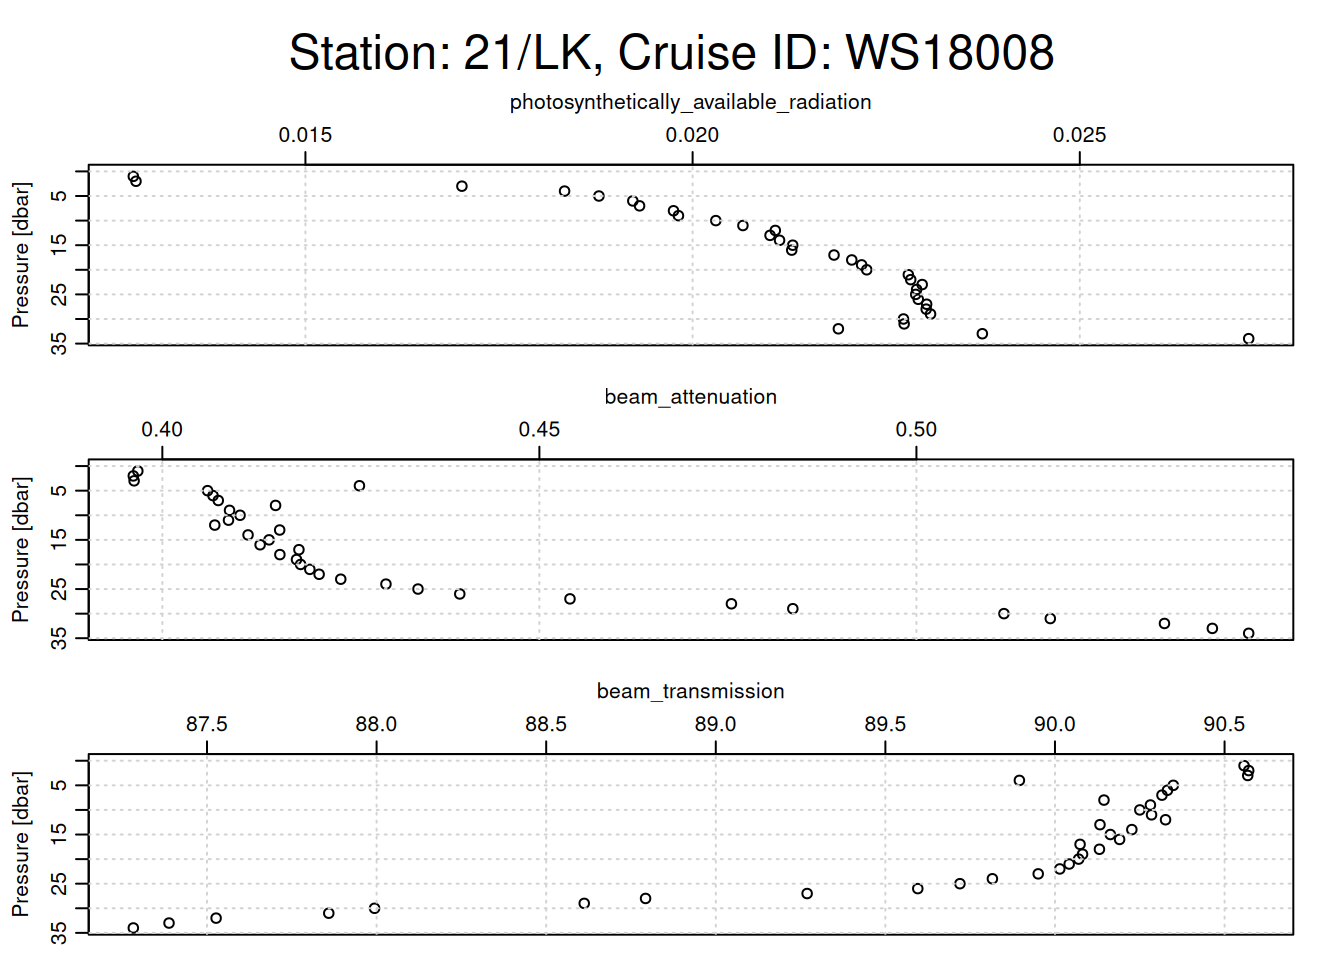 Station: 21/LK, Cruise ID: WS18008
photosynthetically_available_radiation
0.015 0.020 0.025
Pressure [dbar]
5
15
25
35
beam_attenuation
0.40 0.45 0.50
Pressure [dbar]
5
15
25
35
beam_transmission
87.5 88.0 88.5 89.0 89.5 90.0 90.5
Pressure [dbar]
5
15
25
35